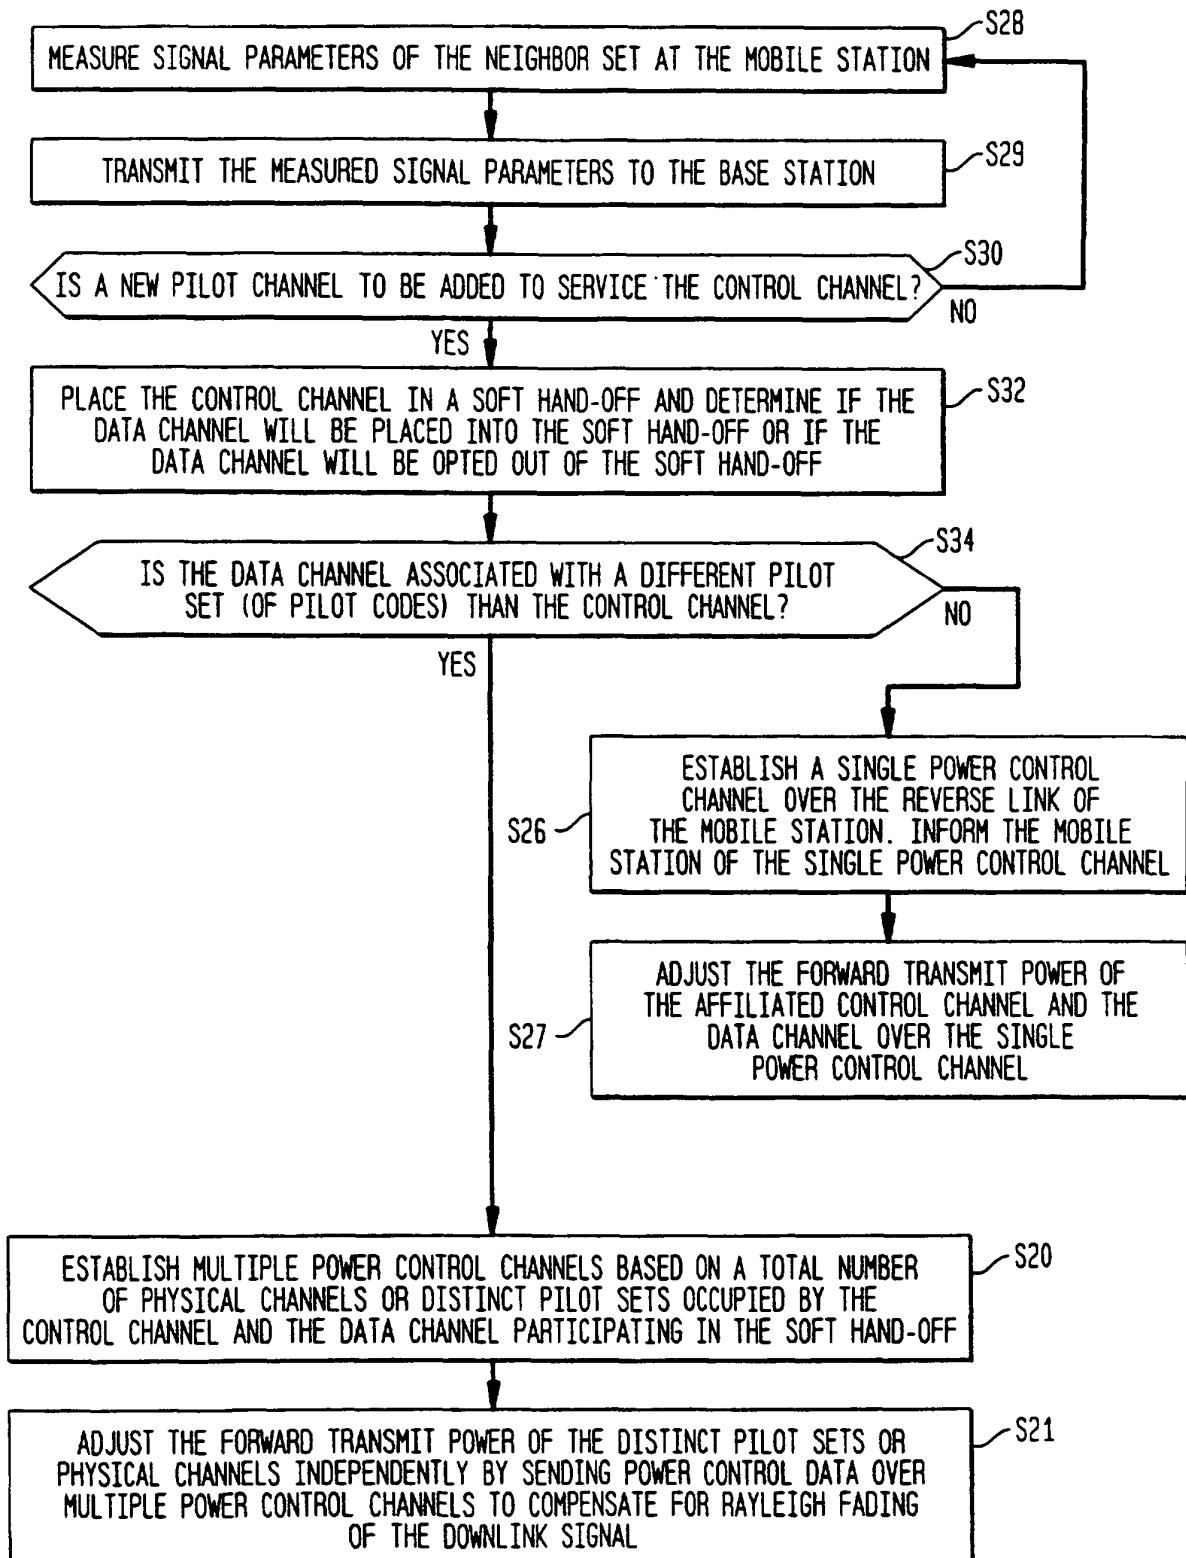 S28
MEASURE SIGNAL PARAMETERS OF THE NEIGHBOR SET AT THE MOBILE STATION
S29
TRANSMIT THE MEASURED SIGNAL PARAMETERS TO THE BASE STATION
S30
IS A NEW PILOT CHANNEL TO BE ADDED TO SERVICE THE CONTROL CHANNEL?
NO
YES
S32
PLACE THE CONTROL CHANNEL IN A SOFT HAND-OFF AND DETERMINE IF THE
DATA CHANNEL WILL BE PLACED INTO THE SOFT HAND-OFF OR IF THE
DATA CHANNEL WILL BE OPTED OUT OF THE SOFT HAND-OFF
S34
IS THE DATA CHANNEL ASSOCIATED WITH A DIFFERENT PILOT
SET (OF PILOT CODES) THAN THE CONTROL CHANNEL?
NO
YES
S26
ESTABLISH A SINGLE POWER CONTROL
CHANNEL OVER THE REVERSE LINK OF
THE MOBILE STATION. INFORM THE MOBILE
STATION OF THE SINGLE POWER CONTROL CHANNEL
S27
ADJUST THE FORWARD TRANSMIT POWER OF
THE AFFILIATED CONTROL CHANNEL AND THE
DATA CHANNEL OVER THE SINGLE
POWER CONTROL CHANNEL
S20
ESTABLISH MULTIPLE POWER CONTROL CHANNELS BASED ON A TOTAL NUMBER
OF PHYSICAL CHANNELS OR DISTINCT PILOT SETS OCCUPIED BY THE
CONTROL CHANNEL AND THE DATA CHANNEL PARTICIPATING IN THE SOFT HAND-OFF
S21
ADJUST THE FORWARD TRANSMIT POWER OF THE DISTINCT PILOT SETS OR
PHYSICAL CHANNELS INDEPENDENTLY BY SENDING POWER CONTROL DATA OVER
MULTIPLE POWER CONTROL CHANNELS TO COMPENSATE FOR RAYLEIGH FADING
OF THE DOWNLINK SIGNAL